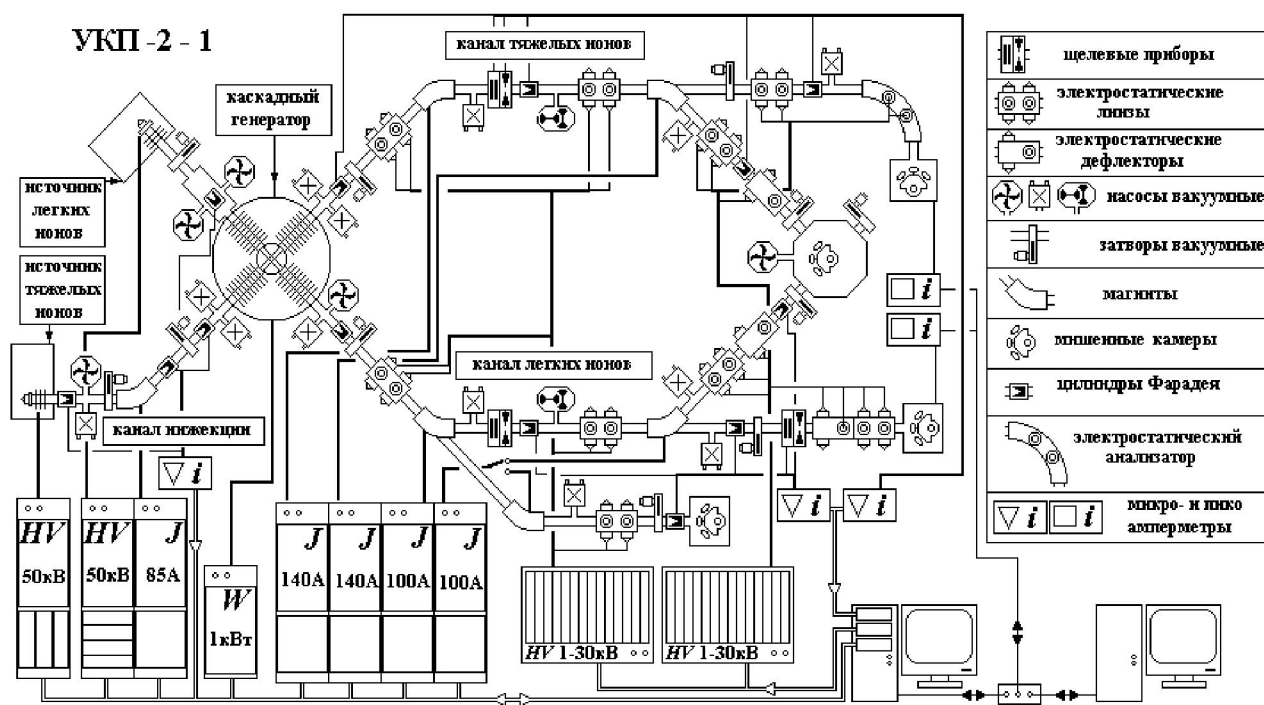 УКП -2 - 1
канал тяжелых ионов
каскадный
генератор
источник
легких
ионов
источник
тяжелых
ионов
канал инжекции
канал легких ионов
щелевые приборы
электростатические
линзы
электростатические
дефлекторы
насосы вакуумные
затворы вакуумные
магниты
мишенные камеры
цилиндры Фарадея
электростатический
анализатор
i
i
микро- и пико
амперметры
i
i
i
i
i
HV
50кВ
HV
50кВ
J
85А
W
1кВт
J
140А
J
140А
J
100А
J
100А
HV 1-30кВ
HV 1-30кВ